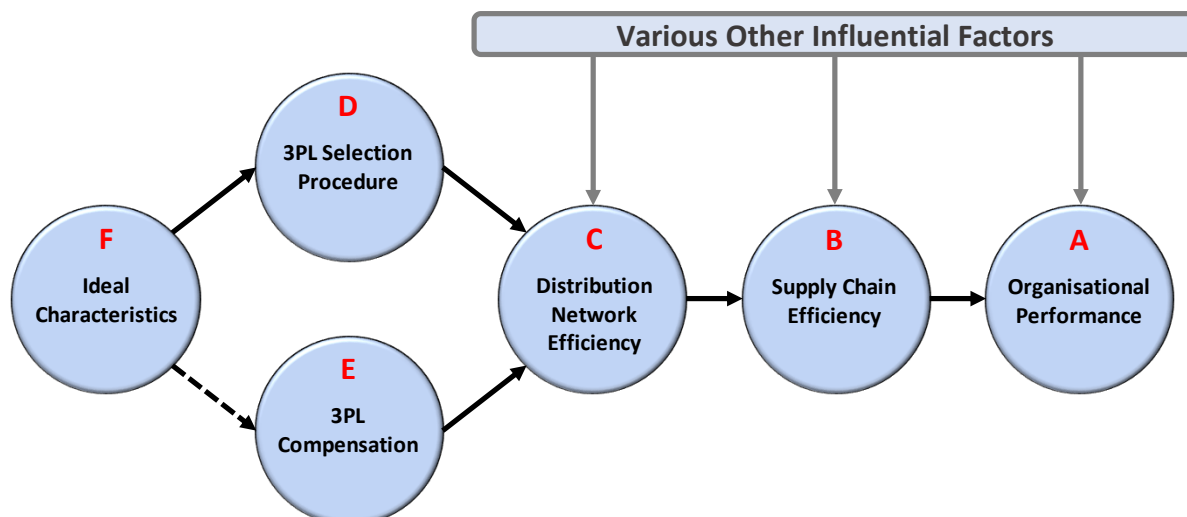 Various Other Influential Factors
D
3PL Selection
Procedure
F
Ideal
Characteristics
C
Distribution
Network
Efficiency
B
Supply Chain
Efficiency
A
Organisational
Performance
E
3PL
Compensation